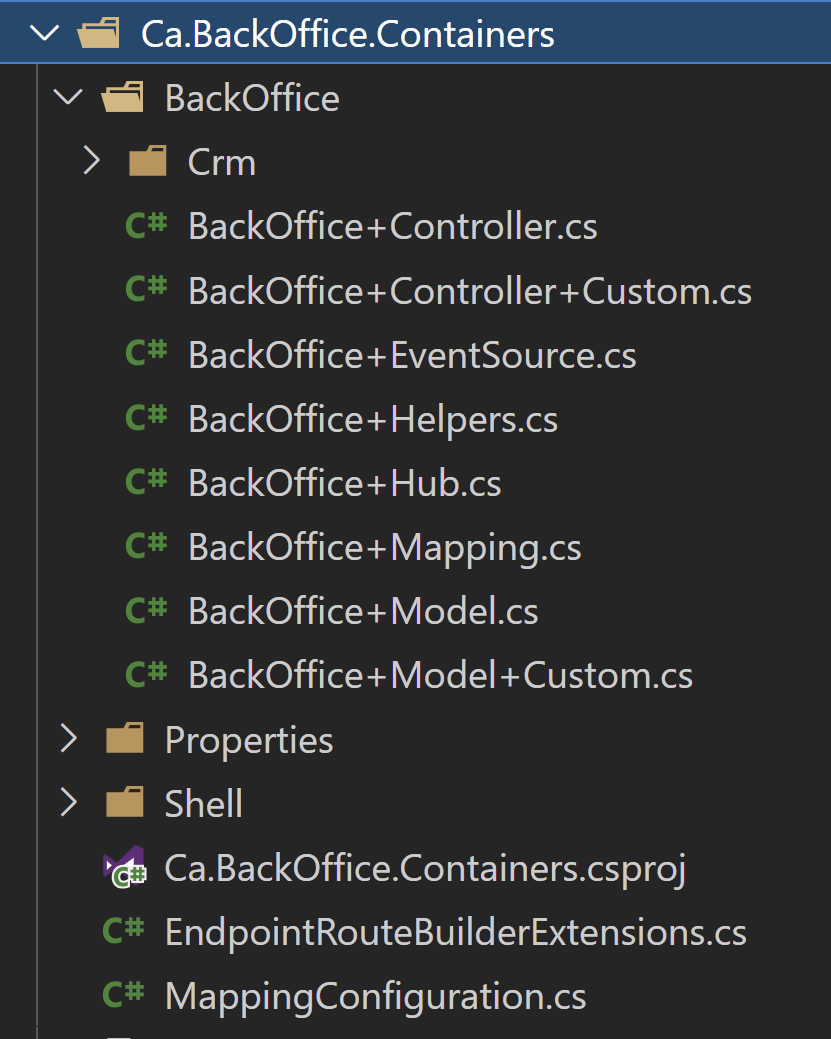 Ca.BackOffice.Containers
BackOffice
Crm
C# BackOffice+Controller.cs
C# BackOffice+Controller+Custom.cs
C# BackOffice+EventSource.cs
C# BackOffice+Helpers.cs
C# BackOffice+Hub.cs
C# BackOffice+Mapping.cs
C# BackOffice+Model.cs
C# BackOffice+Model+Custom.cs
Properties
Shell
C# Ca.BackOffice.Containers.csproj
C# EndpointRouteBuilderExtensions.cs
C# MappingConfiguration.cs